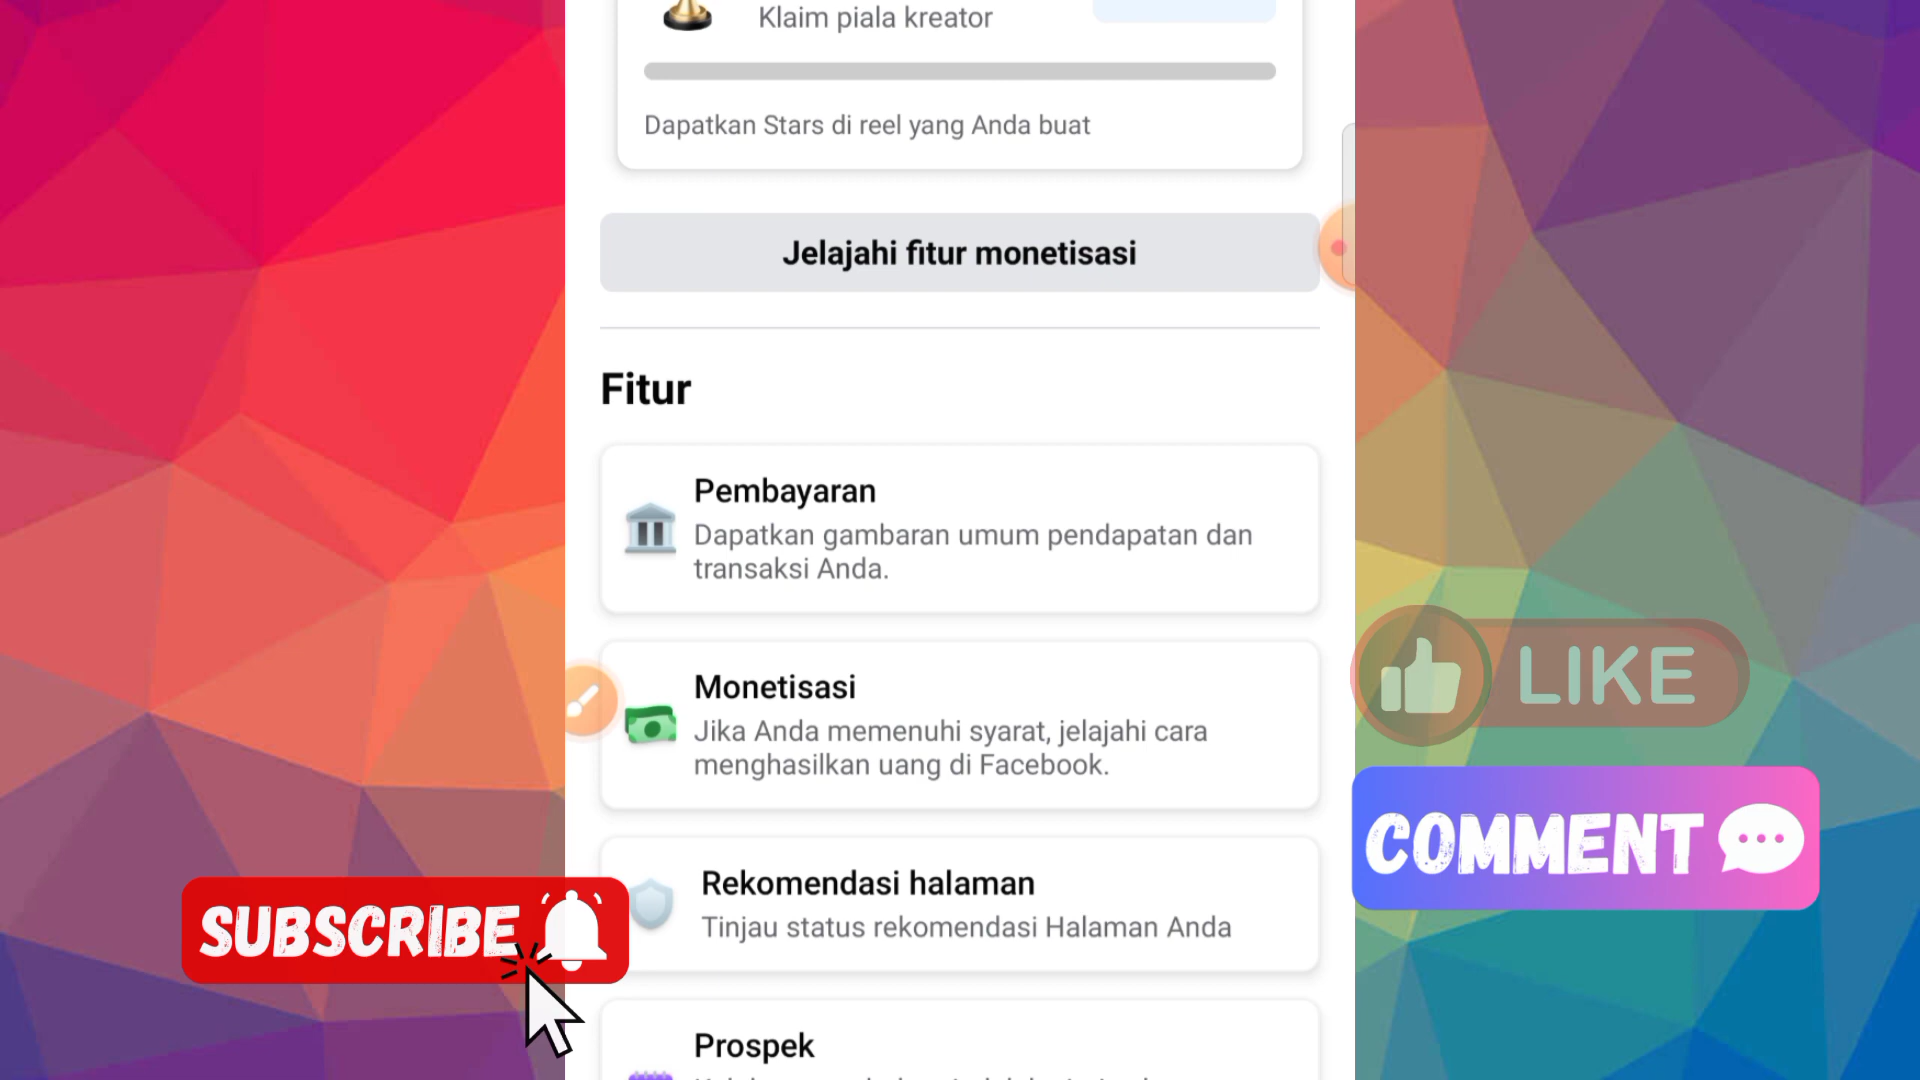 Klaim piala kreator
Dapatkan Stars di reel yang Anda buat
Jelajahi fitur monetisasi
Fitur
Pembayaran
Dapatkan gambaran umum pendapatan dan
transaksi Anda.
Monetisasi
Jika Anda memenuhi syarat, jelajahi cara
menghasilkan uang di Facebook.
LIKE
COMMENT
Rekomendasi halaman
Tinjau status rekomendasi Halaman Anda
SUBSCRIBE
Prospek